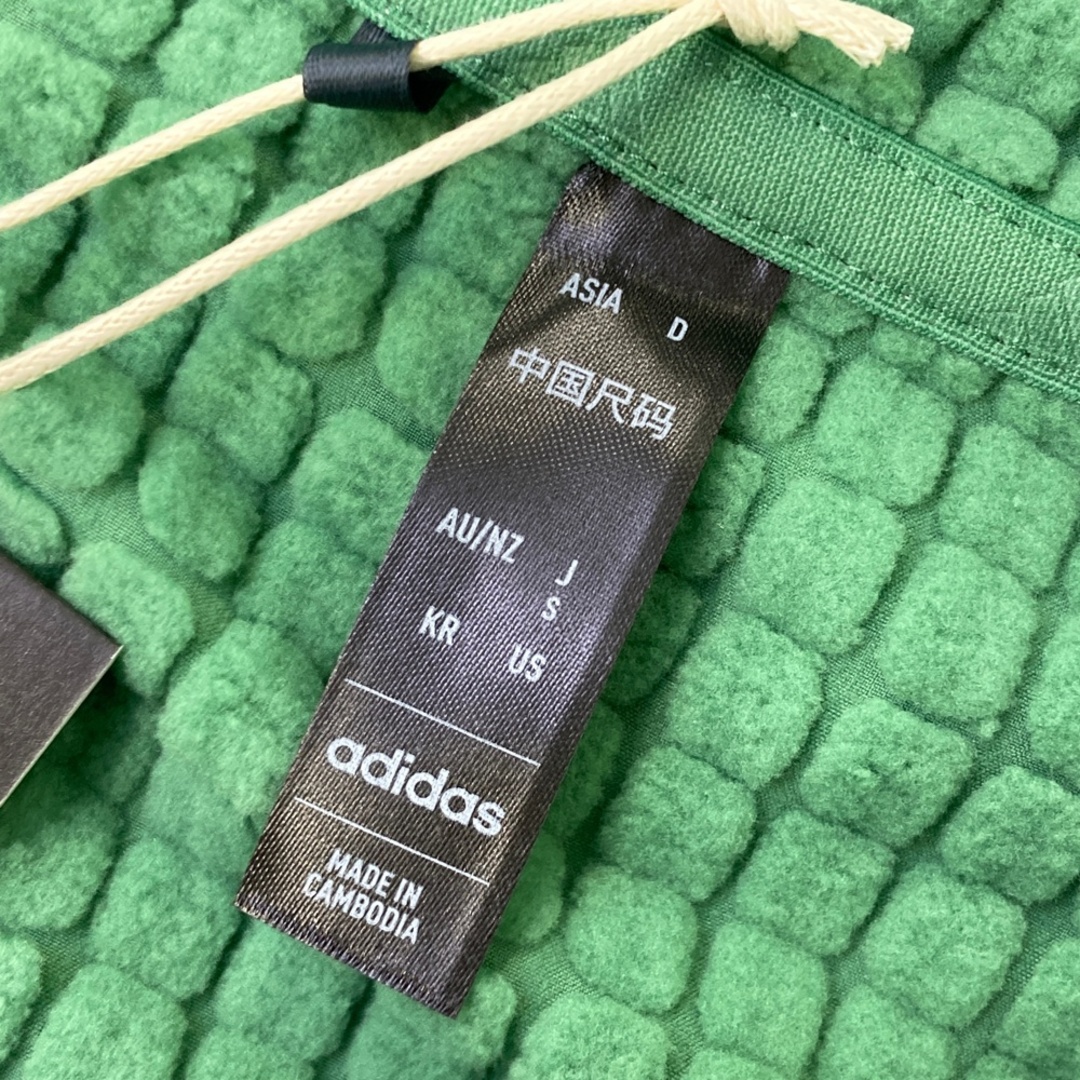 ASIA D
中国尺码
AU/NZ J
S
KR US
adidas
MADE IN
CAMBODIA